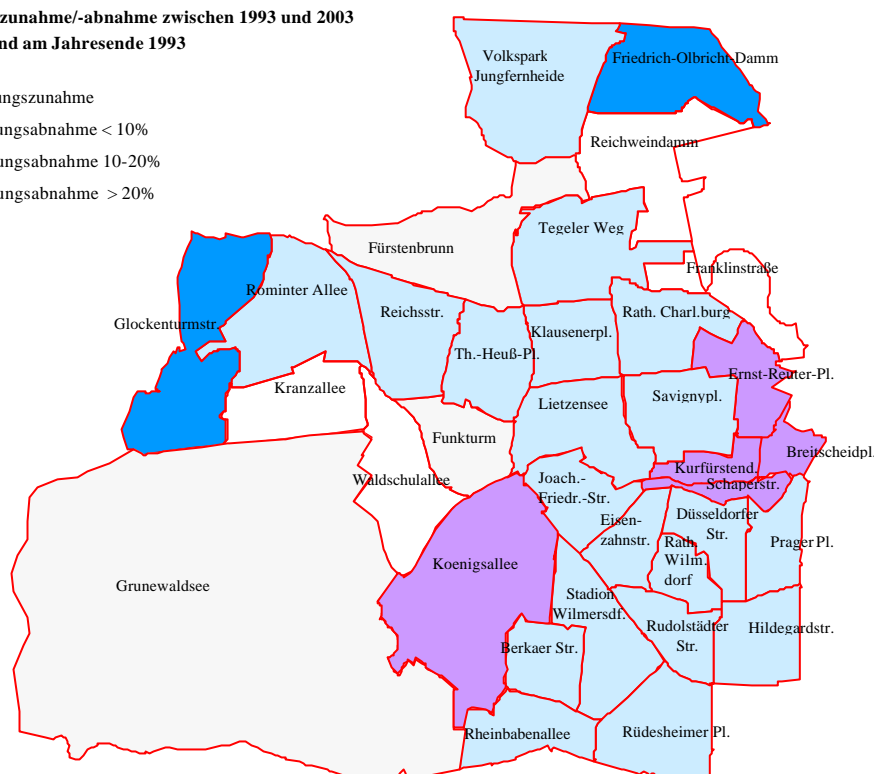 zunahme/-abnahme zwischen 1993 und 2003
nd am Jahresende 1993
ungszunahme
ungsabnahme < 10%
ungsabnahme 10-20%
ungsabnahme > 20%
Volkspark
Jungfernheide
Friedrich-Olbricht-Damm
Reichweindamm
Tegeler Weg
Fürstenbrunn
Franklinstraße
Rominter Allee
Reichsstr.
Rath. Charl.burg
Glockenturmstr.
Klausenerpl.
Th.-Heuß-Pl.
Ernst-Reuter-Pl.
Kranzallee
Lietzensee
Savignypl.
Funkturm
Breitscheidpl.
Kurfürstend.
Waldschulallee
Joach.-
Friedr.-Str.
Schaperstr.
Eisen-
zahnstr.
Düsseldorfer
Str.
Prager Pl.
Rath.
Wilm.
dorf
Koenigsallee
Grunewaldsee
Stadion
Wilmersdf.
Rudolstädter
Str.
Hildegardstr.
Berkaer Str.
Rheinbabenallee
Rüdesheimer Pl.